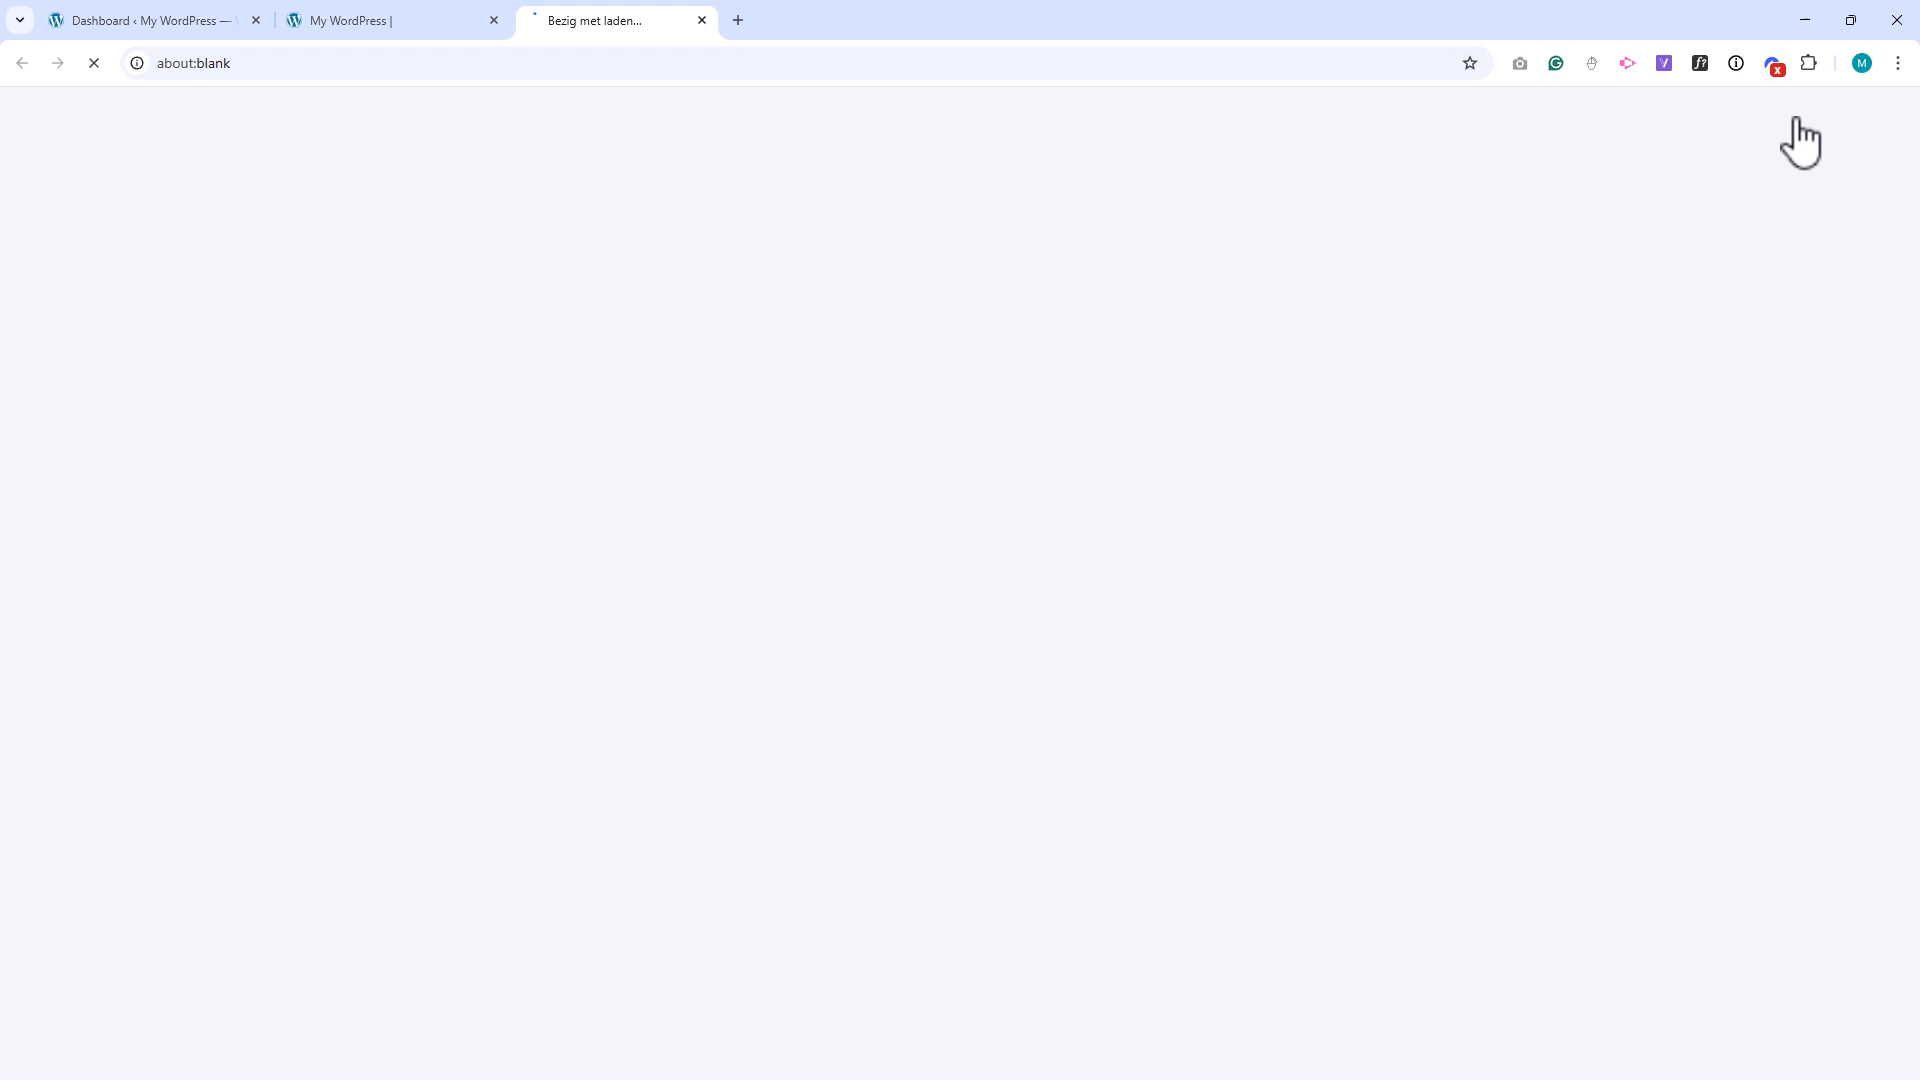 Dashboard ‹ My WordPress —
My WordPress |
Bezig met laden...
about:blank
M